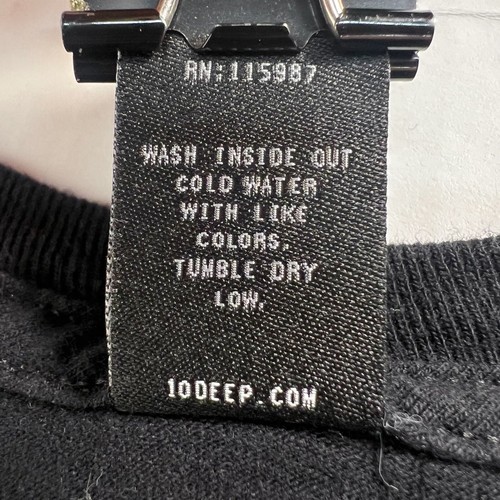 RN:115987
WASH INSIDE OUT
COLD WATER
WITH LIKE
COLORS.
TUMBLE DRY
LOW.
10DEEP.COM